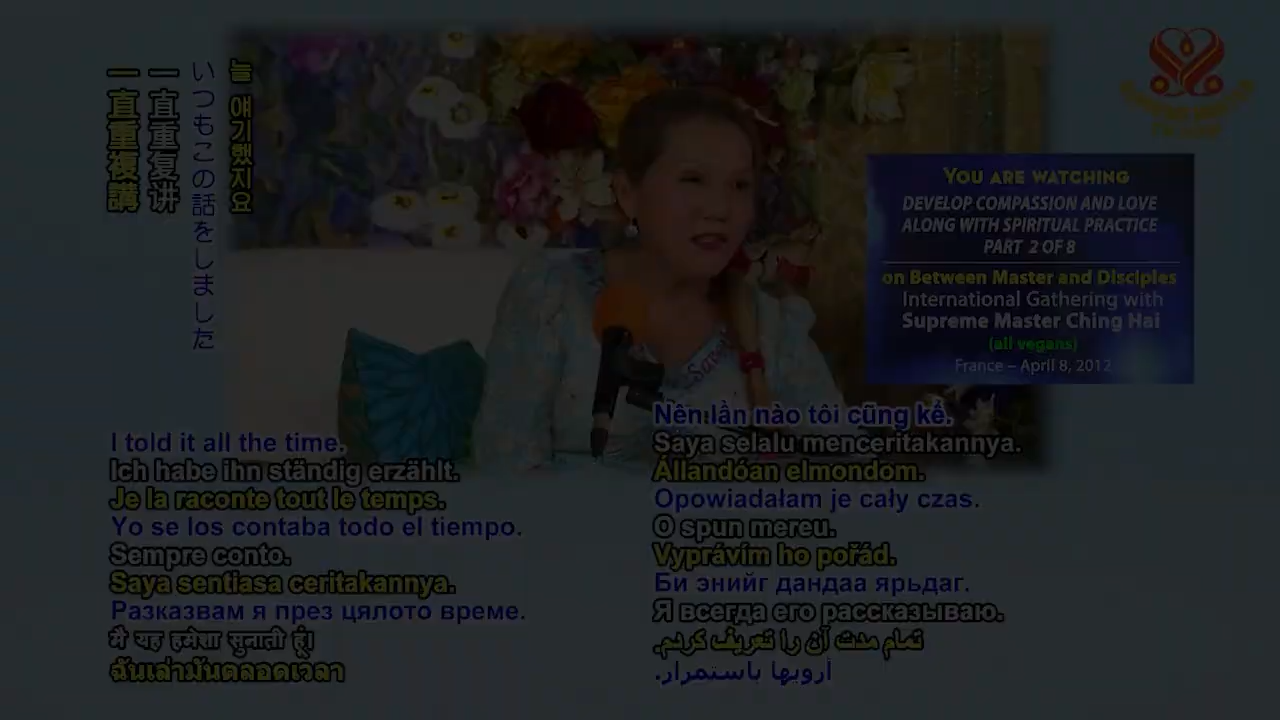 一直重複講
一直重复讲
いつもこの話をしました
늘 얘기했지요
YOU ARE WATCHING
DEVELOP COMPASSION AND LOVE
ALONG WITH SPIRITUAL PRACTICE
PART 2 OF 8
on Between Master and Disciples
International Gathering with
Supreme Master Ching Hai
(all vegans)
France – April 8, 2012
I told it all the time.
Ich habe ihn ständig erzählt.
Je la raconte tout le temps.
Yo se los contaba todo el tiempo.
Sempre conto.
Saya sentiasa ceritakannya.
Разказвам я през цялото време.
मै यह हमेशा सुनाती हूं।
ฉันเล่ามันตลอดเวลา
Nên lần nào tôi cũng kể.
Saya selalu menceritakannya.
Állandóan elmondom.
Opowiadałam je cały czas.
O spun mereu.
Vyprávím ho pořád.
Би энийг дандаа ярьдаг.
Я всегда его рассказываю.
تمام مدت آن را تعریف کردم.
أرويها باستمرار.